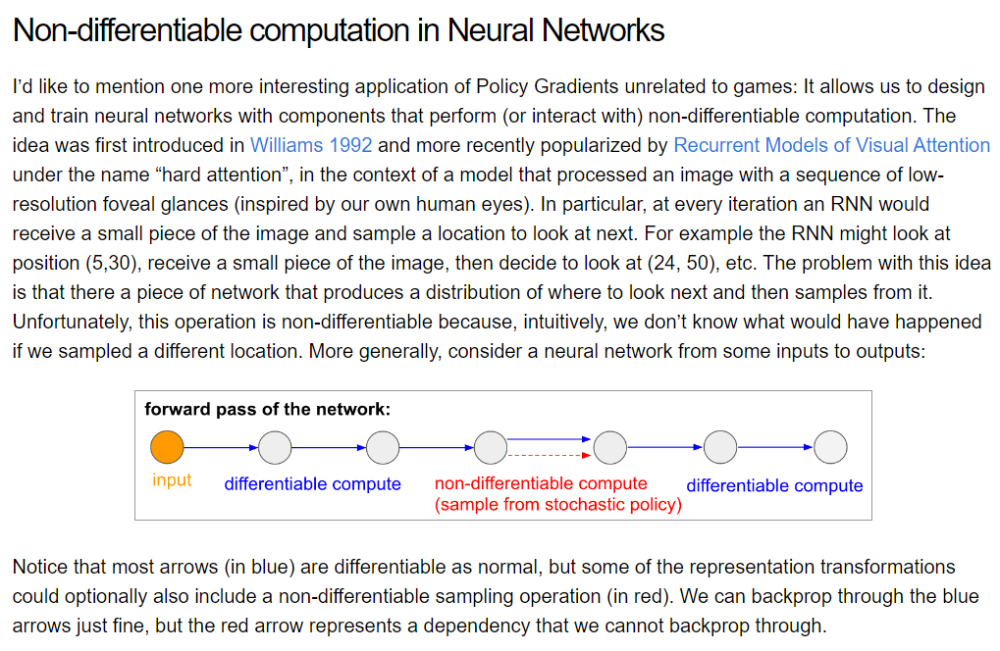 Non-differentiable computation in Neural Networks
I’d like to mention one more interesting application of Policy Gradients unrelated to games: It allows us to design
and train neural networks with components that perform (or interact with) non-differentiable computation. The
idea was first introduced in Williams 1992 and more recently popularized by Recurrent Models of Visual Attention
under the name “hard attention”, in the context of a model that processed an image with a sequence of low-
resolution foveal glances (inspired by our own human eyes). In particular, at every iteration an RNN would
receive a small piece of the image and sample a location to look at next. For example the RNN might look at
position (5,30), receive a small piece of the image, then decide to look at (24, 50), etc. The problem with this idea
is that there a piece of network that produces a distribution of where to look next and then samples from it.
Unfortunately, this operation is non-differentiable because, intuitively, we don’t know what would have happened
if we sampled a different location. More generally, consider a neural network from some inputs to outputs:
forward pass of the network:
input
differentiable compute
non-differentiable compute
(sample from stochastic policy)
differentiable compute
Notice that most arrows (in blue) are differentiable as normal, but some of the representation transformations
could optionally also include a non-differentiable sampling operation (in red). We can backprop through the blue
arrows just fine, but the red arrow represents a dependency that we cannot backprop through.